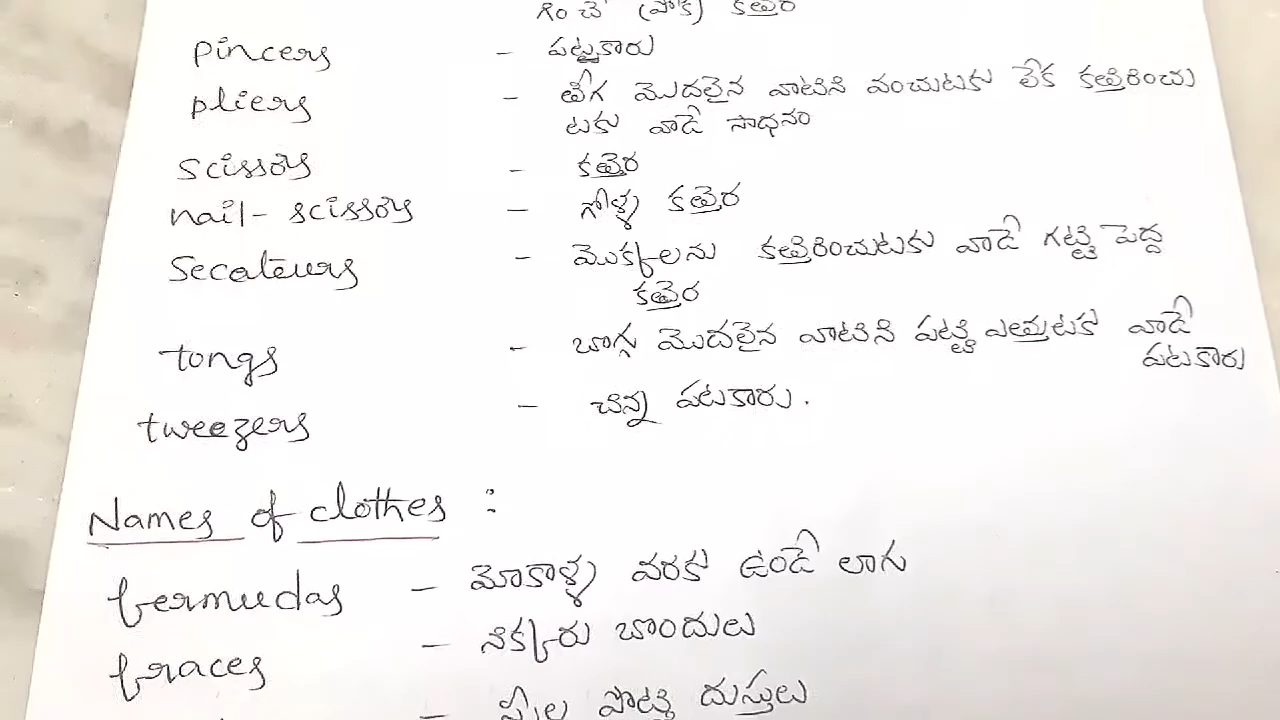 గించే (పోక) కత్తెర
pincers - పట్టుకారు
pliers - తీగ మొదలైన వాటిని వంచుటకు లేక కత్తిరించు
టకు వాడే సాధనం
scissors - కత్తెర
nail-scissors - గోళ్ళ కత్తెర
Secateurs - మొక్కలను కత్తిరించుటకు వాడే గట్టి పెద్ద
కత్తెర
tongs - బొగ్గు మొదలైన వాటిని పట్టి ఎత్తుటకు వాడే
పటకారు
tweezers - చిన్న పటకారు.
Names of clothes :
bermudas - మోకాళ్ళ వరకు ఉండే లాగు
braces - నిక్కరు బొందులు
- స్త్రీల పొట్టి దుస్తులు